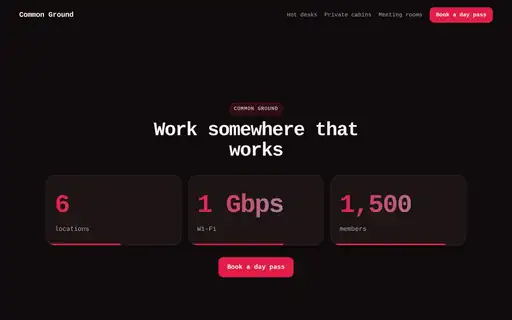 Common Ground
Hot desks Private cabins Meeting rooms Book a day pass
COMMON GROUND
Work somewhere that
works
6 1 Gbps 1,500
locations Wi-Fi members
Book a day pass